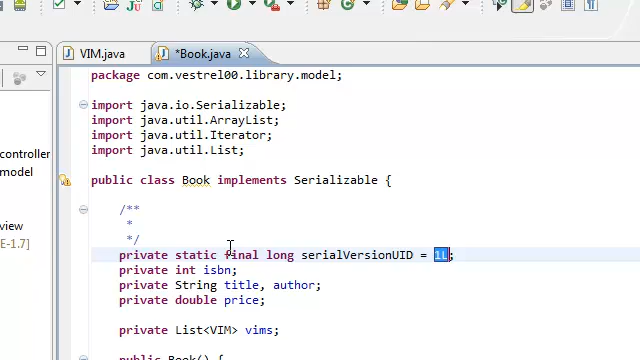 VIM.java
*Book.java
package com.vestrel00.library.model;
import java.io.Serializable;
import java.util.ArrayList;
import java.util.Iterator;
import java.util.List;
controller
model
public class Book implements Serializable {
/**
*
view
*/
E-1.7]
private static final long serialVersionUID = 1L;
private int isbn;
private String title, author;
private double price;
private List<VIM> vims;
public Book() {